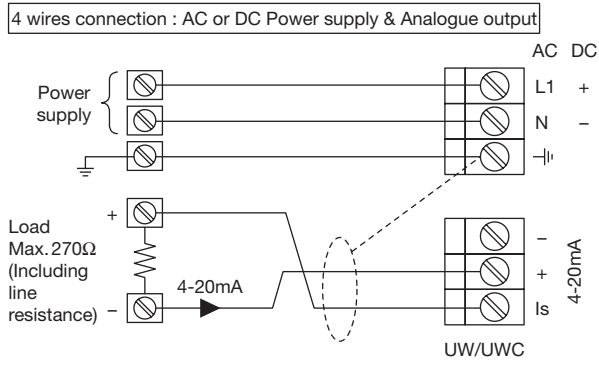 4 wires connection : AC or DC Power supply & Analogue output
AC DC
Power
supply
L1 +
N –
+
Load
Max.270Ω
(Including
line
resistance) –
4-20mA
–
+
Is
4-20mA
UW/UWC